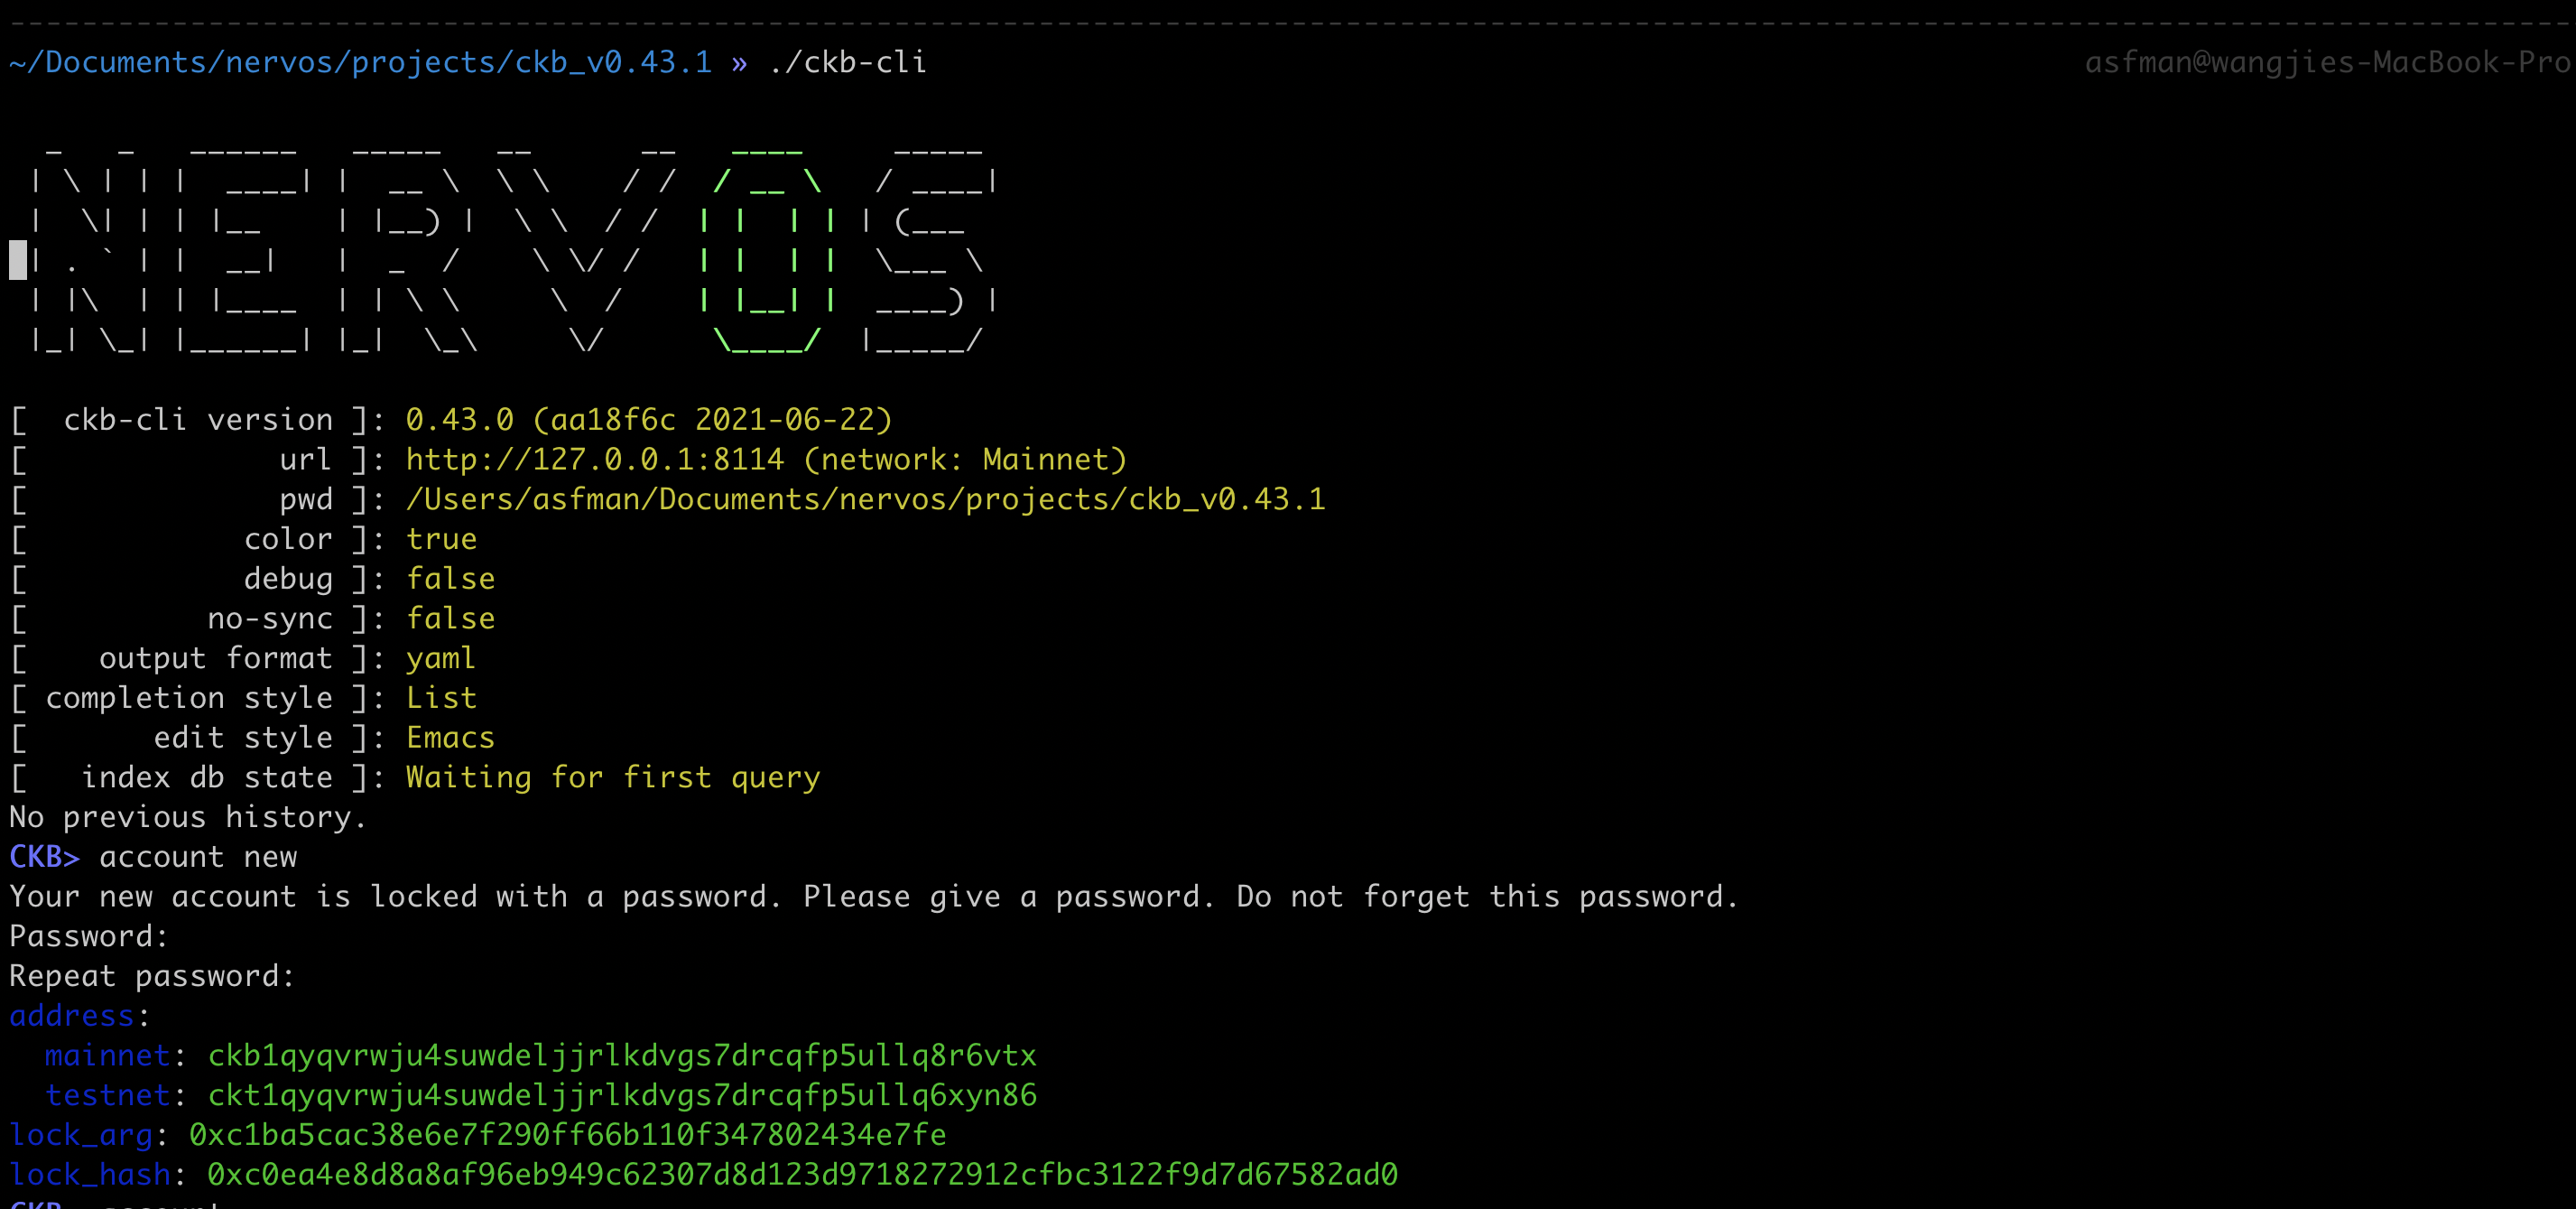 ~/Documents/nervos/projects/ckb_v0.43.1 » ./ckb-cli asfman@wangjies-MacBook-Pro
NERVOS
[  ckb-cli version ]: 0.43.0 (aa18f6c 2021-06-22)
[              url ]: http://127.0.0.1:8114 (network: Mainnet)
[              pwd ]: /Users/asfman/Documents/nervos/projects/ckb_v0.43.1
[            color ]: true
[            debug ]: false
[          no-sync ]: false
[    output format ]: yaml
[ completion style ]: List
[       edit style ]: Emacs
[   index db state ]: Waiting for first query
No previous history.
CKB> account new
Your new account is locked with a password. Please give a password. Do not forget this password.
Password:
Repeat password:
address:
  mainnet: ckb1qyqvrwju4suwdeljjrlkdvgs7drcqfp5ullq8r6vtx
  testnet: ckt1qyqvrwju4suwdeljjrlkdvgs7drcqfp5ullq6xyn86
lock_arg: 0xc1ba5cac38e6e7f290ff66b110f347802434e7fe
lock_hash: 0xc0ea4e8d8a8af96eb949c62307d8d123d9718272912cfbc3122f9d7d67582ad0
CKB> account